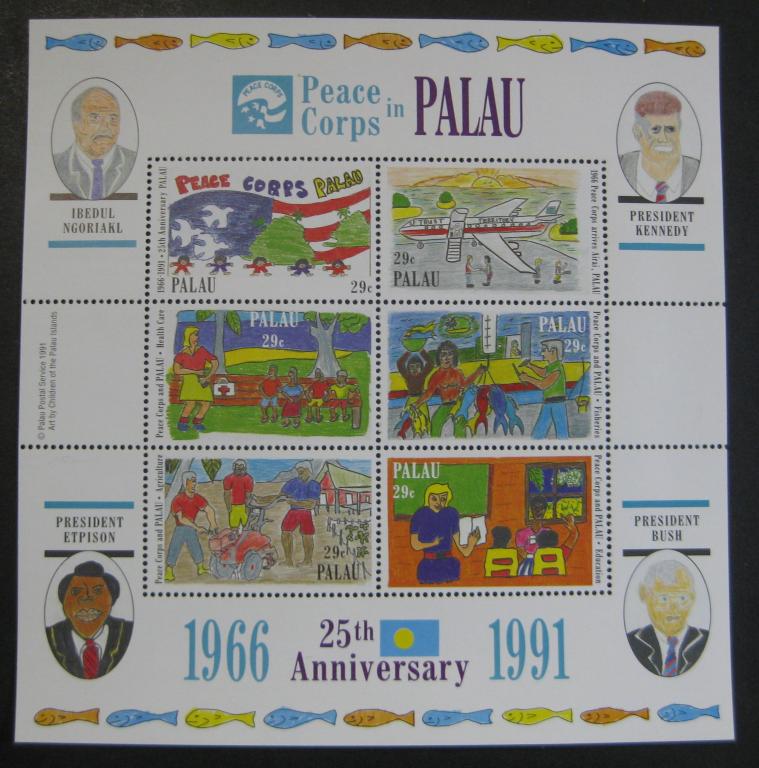 PEACE CORPS
Peace
Corps
in
PALAU
IBEDUL
NGORIAKL
PRESIDENT
KENNEDY
1966-1991 • 25th Anniversary PALAU
PEACE CORPS PALAU
PALAU
29c
TRUST TERRITORY
29c
PALAU
1966 Peace Corps arrives Airai, PALAU
© Palau Postal Service 1991
Art by Children of the Palau Islands
Peace Corps and PALAU • Health Care
PALAU
29c
PALAU
29c
Peace Corps and PALAU • Fisheries
Peace Corps and PALAU • Agriculture
29c
PALAU
PALAU
29c
Peace Corps and PALAU • Education
PRESIDENT
ETPISON
PRESIDENT
BUSH
1966
25th
Anniversary
1991